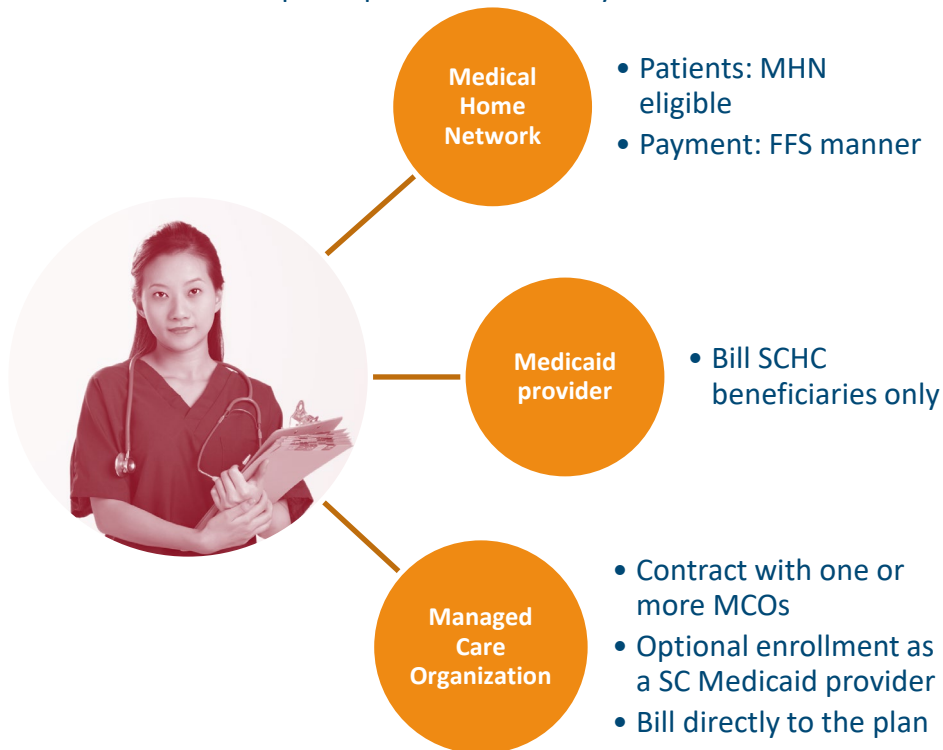 Medical
Home
Network
• Patients: MHN
eligible
• Payment: FFS manner
Medicaid
provider
• Bill SCHC
beneficiaries only
Managed
Care
Organization
• Contract with one or
more MCOs
• Optional enrollment as
a SC Medicaid provider
• Bill directly to the plan